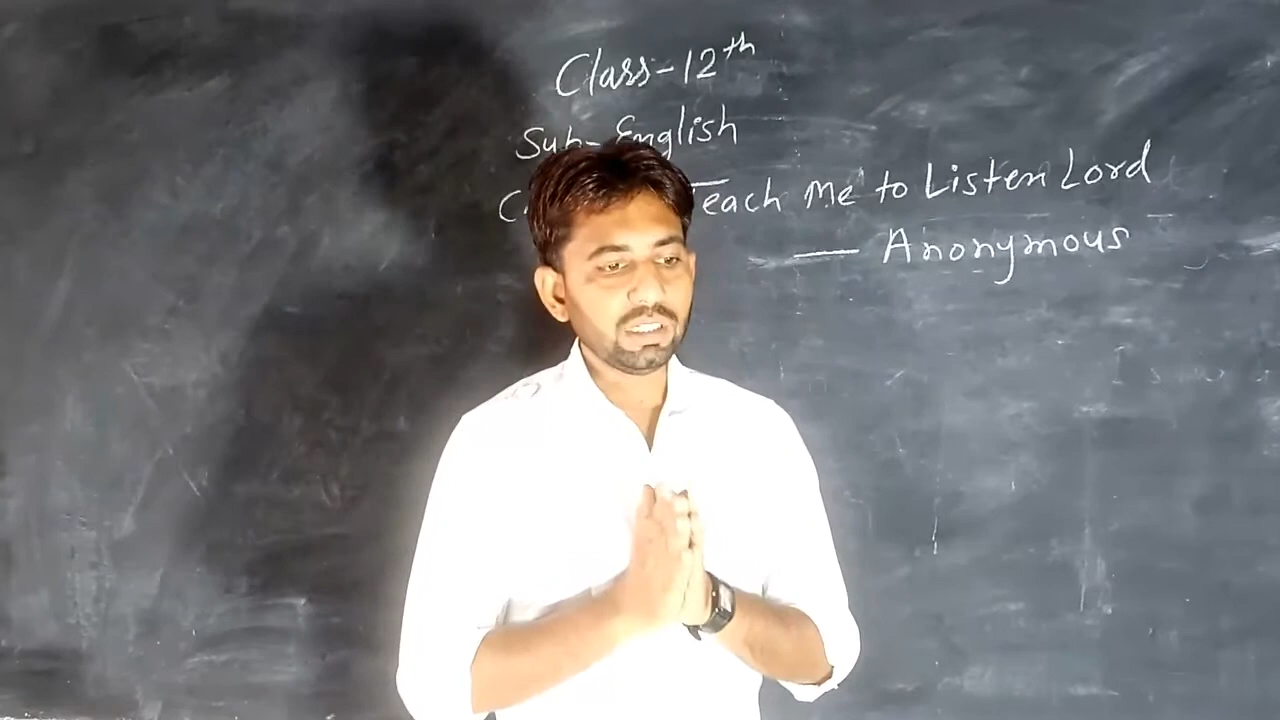 Class-12th
Sub-English
Teach Me to Listen Lord
— Anonymous